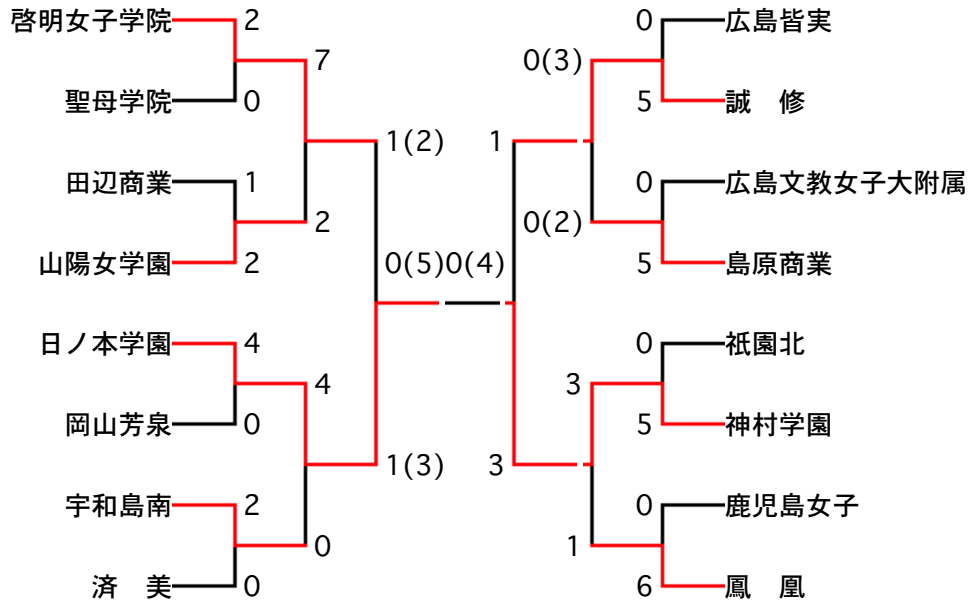 啓明女子学院 2
7
聖母学院 0
1(2)
田辺商業 1
2
山陽女学園 2
0(5)
日ノ本学園 4
4
岡山芳泉 0
1(3)
宇和島南 2
0
済 美 0
0 広島皆実
0(3)
5 誠 修
1
0 広島文教女子大附属
0(2)
5 島原商業
0(4)
0 祇園北
3
5 神村学園
3
0 鹿児島女子
1
6 鳳 凰